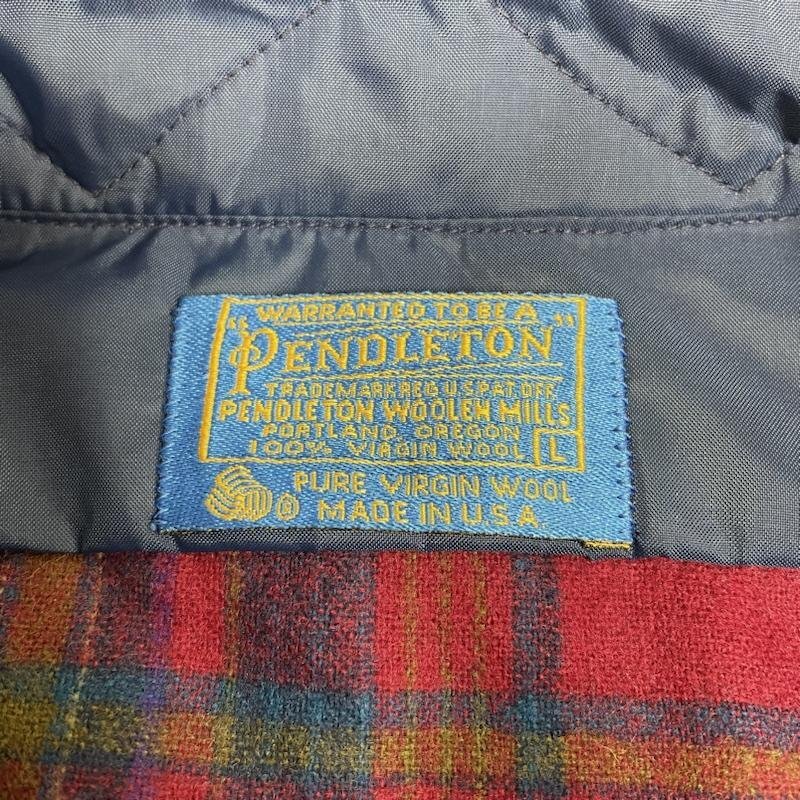 WARRANTED TO BE A
"PENDLETON"
TRADEMARK REG U.S. PAT. OFF.
PENDLETON WOOLEN MILLS
PORTLAND, OREGON
100% VIRGIN WOOL L
PURE VIRGIN WOOL
® MADE IN U.S.A.